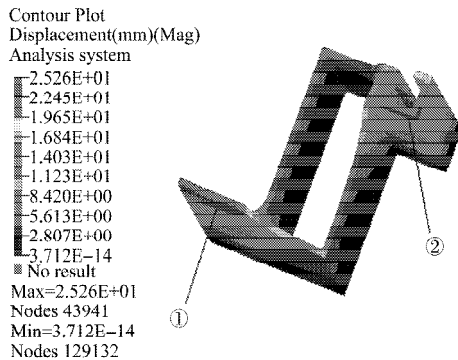 Contour Plot
Displacement(mm)(Mag)
Analysis system
2.526E+01
2.245E+01
1.965E+01
1.684E+01
1.403E+01
1.123E+01
8.420E+00
5.613E+00
2.807E+00
3.712E−14
No result
Max=2.526E+01
Nodes 43941
Min=3.712E−14
Nodes 129132
①
②